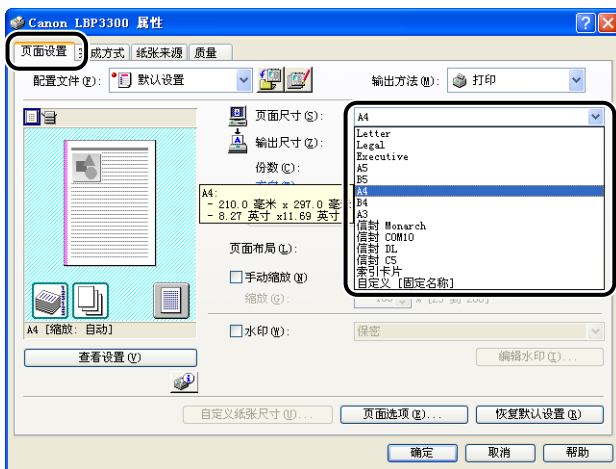 Canon LBP3300 属性
页面设置 成方式 纸张来源 质量
配置文件(F): 默认设置 输出方法(M): 打印
页面尺寸(S): A4
输出尺寸(Z):
份数(C):
Letter
Legal
Executive
A5
B5
A4
B4
A3
信封 Monarch
信封 COM10
信封 DL
信封 C5
索引卡片
自定义 [固定名称]
A4:
- 210.0 毫米 x 297.0 毫
- 8.27 英寸 x11.69 英寸
页面布局(L):
手动缩放(N)
缩放(G):
A4 [缩放: 自动]
水印(W): 保密
查看设置(V) 编辑水印(I)...
自定义纸张尺寸(U)... 页面选项(E)... 恢复默认设置(R)
确定 取消 帮助